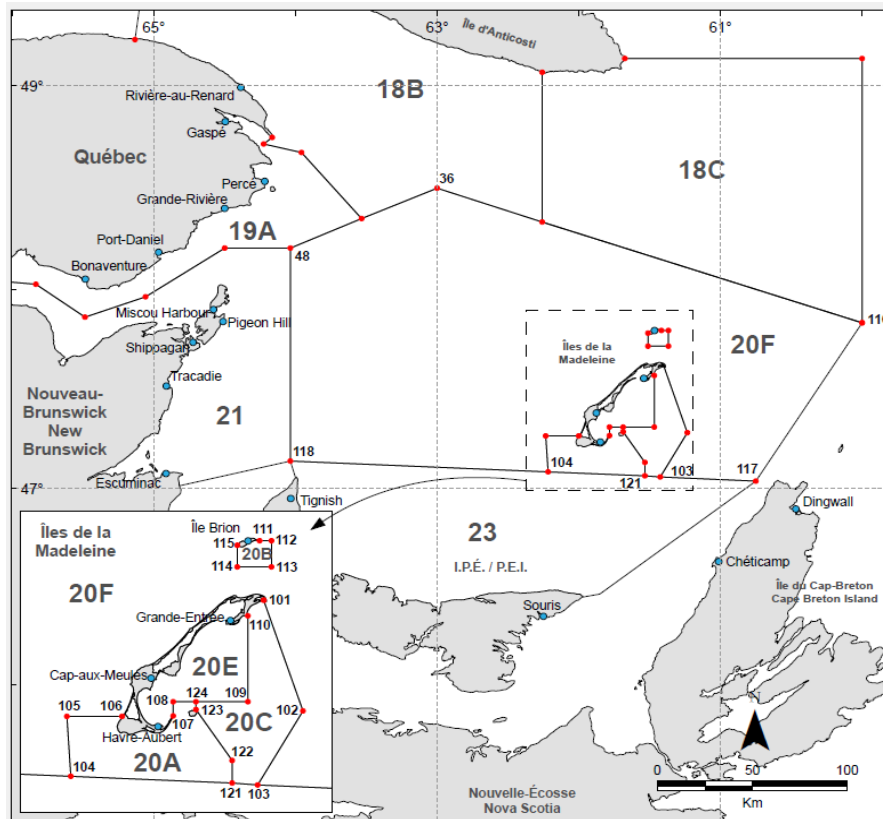 65°
63°
61°
Île d'Anticosti
49°
18B
Rivière-au-Renard
Gaspé
Québec
18C
Percé
36
Grande-Rivière
19A
Port-Daniel
48
Bonaventure
Miscou Harbour
Pigeon Hill
116
Shippagan
Îles de la
Madeleine
20F
Tracadie
Nouveau-
Brunswick
New
Brunswick
21
118
104
121
103
117
47°
Escuminac
Tignish
Dingwall
23
I.P.É. / P.E.I.
Chéticamp
Île du Cap-Breton
Cape Breton Island
Souris
Îles de la
Madeleine
Île Brion
111
112
115
20B
114
113
20F
101
Grande-Entrée
110
20E
Cap-aux-Meules
105
106
108
124
109
123
107
20C
102
Havre-Aubert
20A
122
104
121
103
N
0
50
100
Km
Nouvelle-Écosse
Nova Scotia